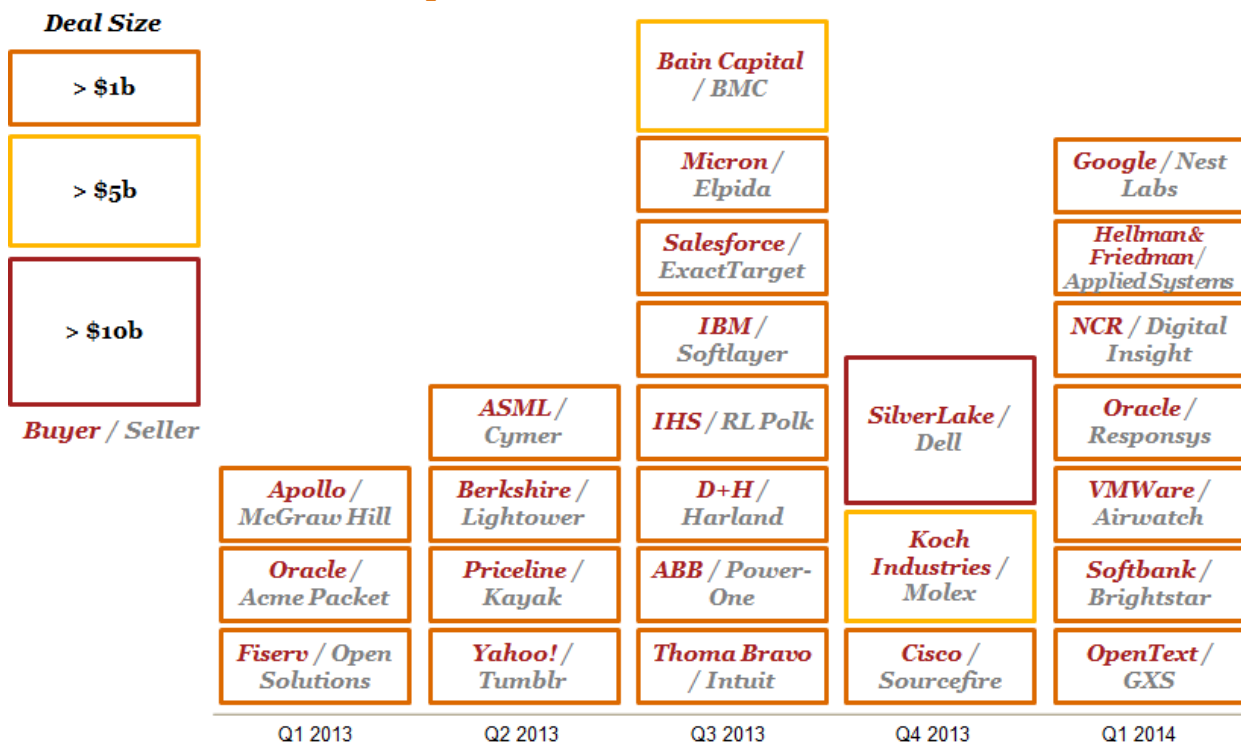 Deal Size
> $1b
> $5b
> $10b
Buyer / Seller
Apollo /
McGraw Hill
Oracle /
Acme Packet
Fiserv / Open
Solutions
Q1 2013
ASML /
Cymer
Berkshire /
Lightower
Priceline /
Kayak
Yahoo! /
Tumblr
Q2 2013
Bain Capital
/ BMC
Micron /
Elpida
Salesforce /
ExactTarget
IBM /
Softlayer
IHS / RL Polk
D+H /
Harland
ABB / Power-
One
Thoma Bravo
/ Intuit
Q3 2013
SilverLake /
Dell
Koch
Industries /
Molex
Cisco /
Sourcefire
Q4 2013
Google / Nest
Labs
Hellman &
Friedman /
Applied Systems
NCR / Digital
Insight
Oracle /
Responsys
VMWare /
Airwatch
Softbank /
Brightstar
OpenText /
GXS
Q1 2014